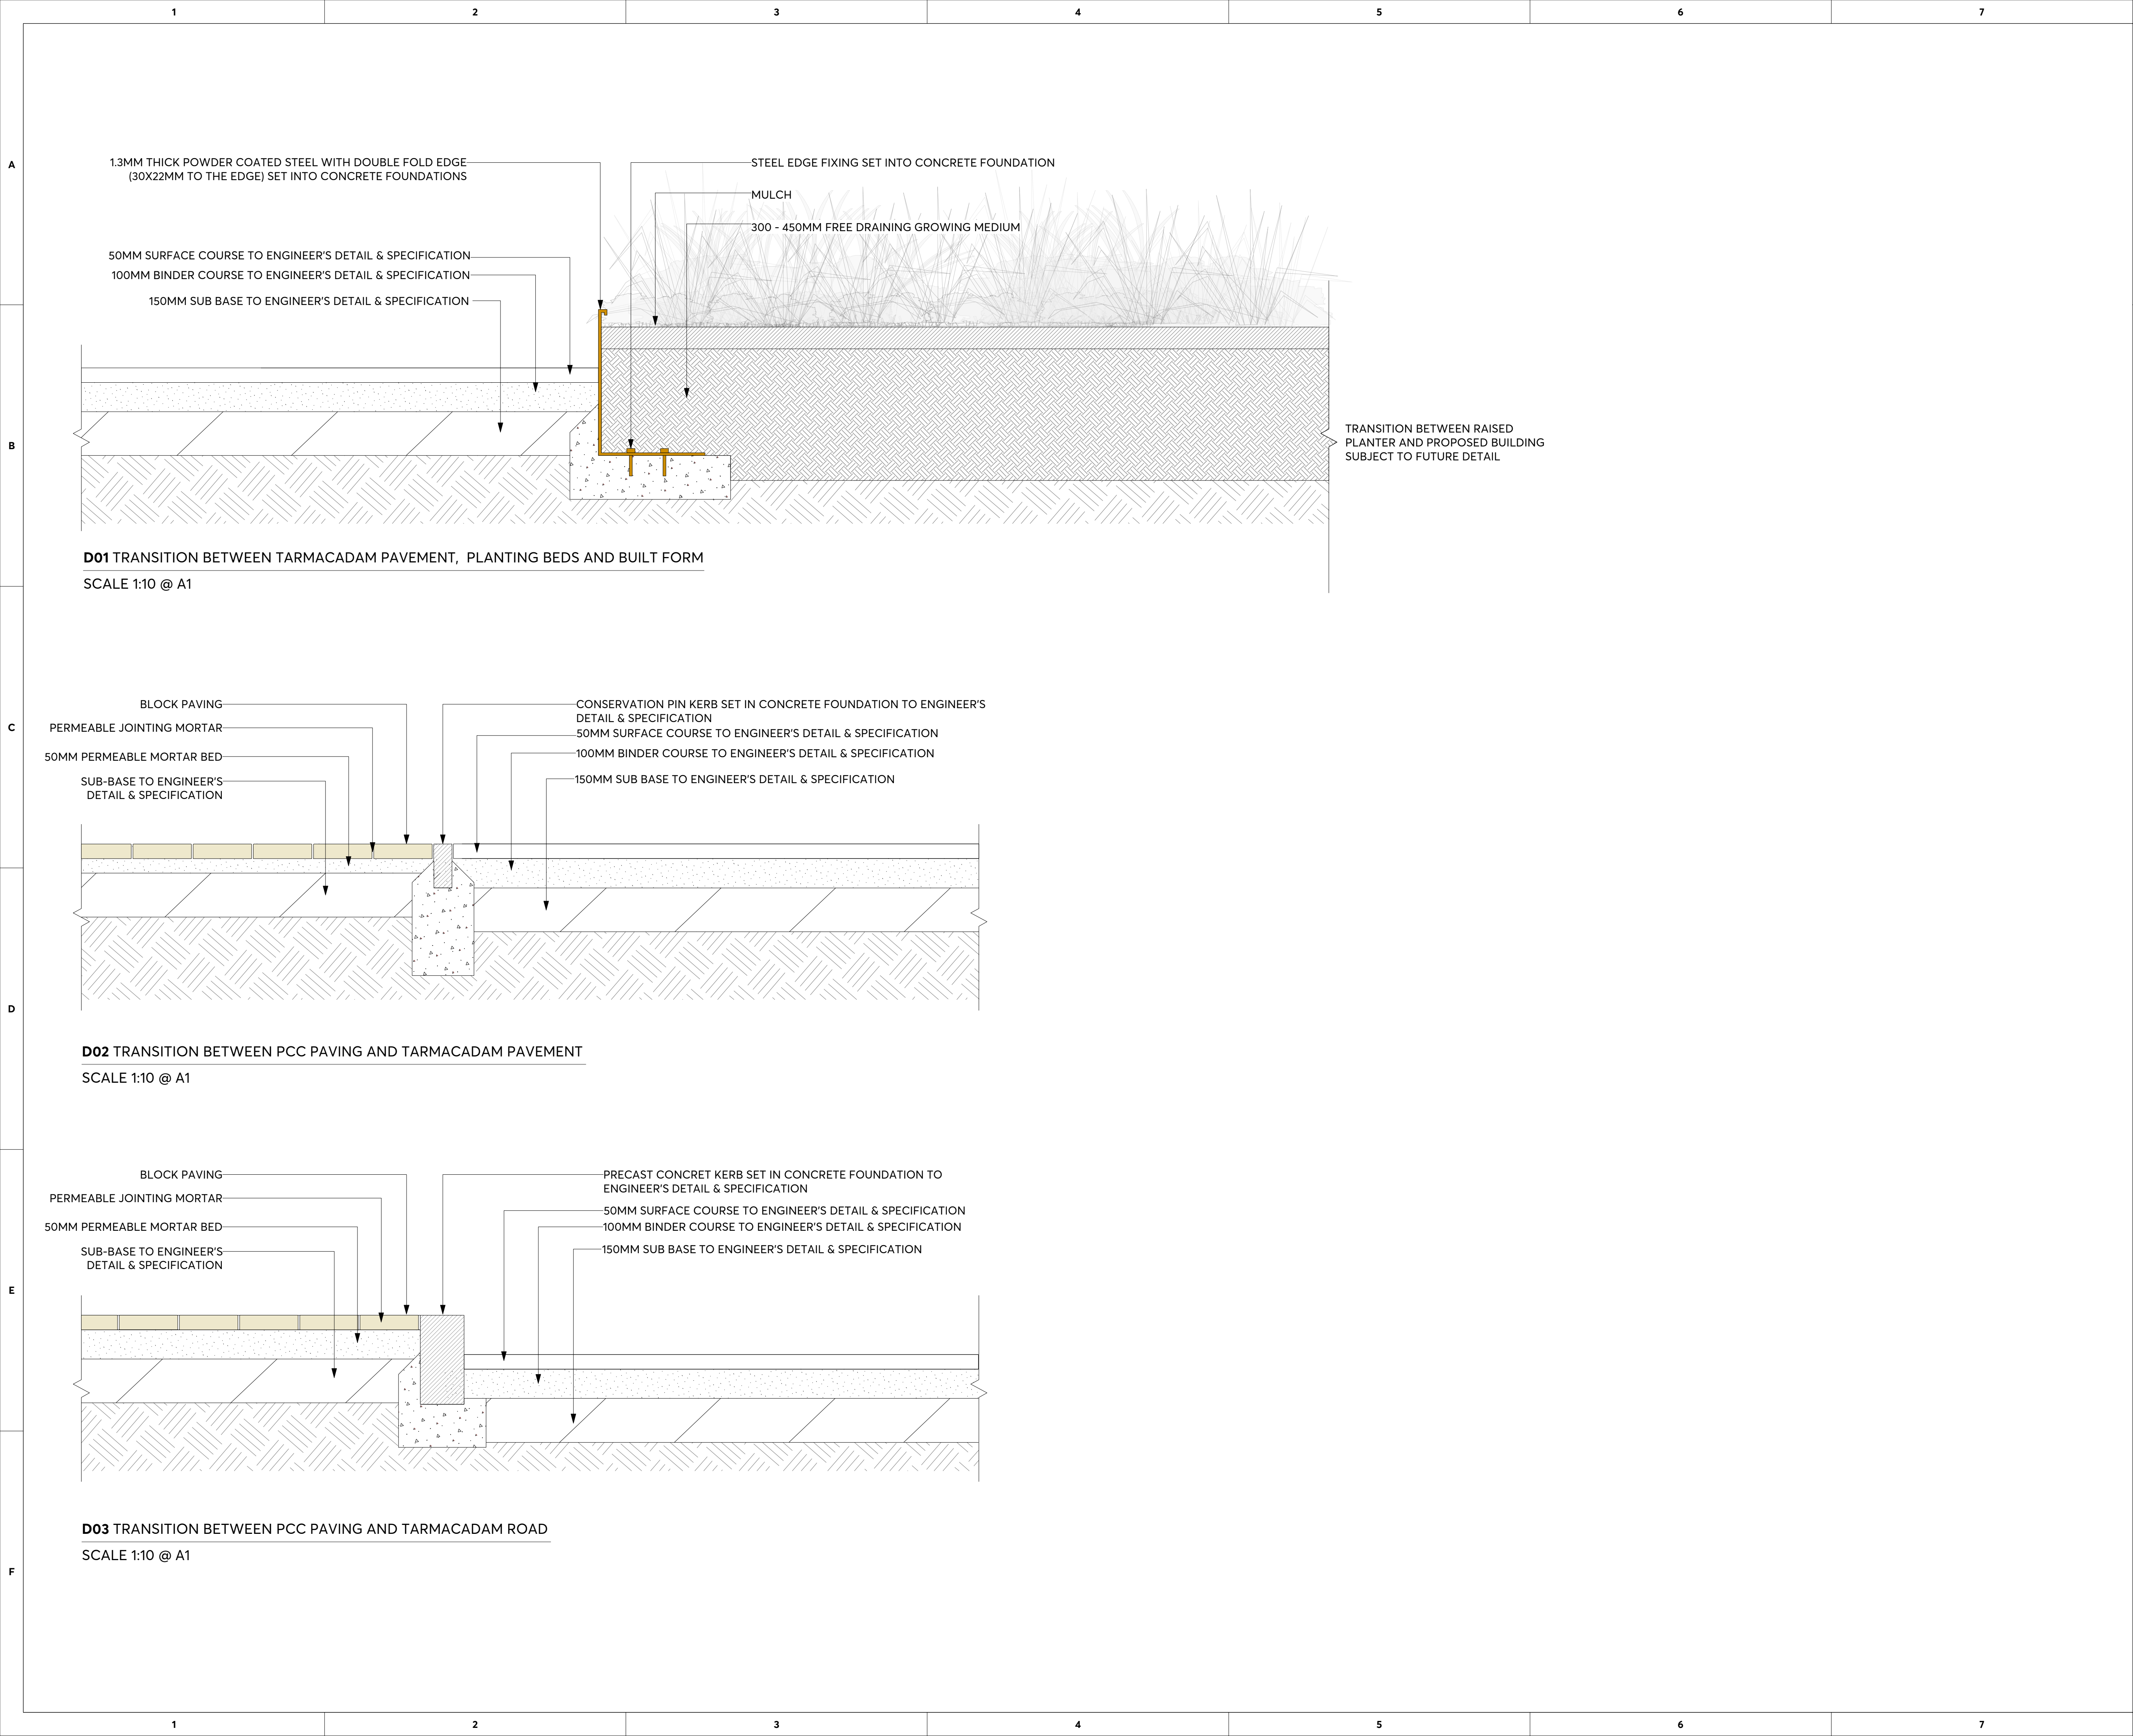 1 2 3 4 5 6 7
A
1.3MM THICK POWDER COATED STEEL WITH DOUBLE FOLD EDGE
(30X22MM TO THE EDGE) SET INTO CONCRETE FOUNDATIONS
50MM SURFACE COURSE TO ENGINEER'S DETAIL & SPECIFICATION
100MM BINDER COURSE TO ENGINEER'S DETAIL & SPECIFICATION
150MM SUB BASE TO ENGINEER'S DETAIL & SPECIFICATION
STEEL EDGE FIXING SET INTO CONCRETE FOUNDATION
MULCH
300 - 450MM FREE DRAINING GROWING MEDIUM
B
TRANSITION BETWEEN RAISED
PLANTER AND PROPOSED BUILDING
SUBJECT TO FUTURE DETAIL
D01 TRANSITION BETWEEN TARMACADAM PAVEMENT, PLANTING BEDS AND BUILT FORM
SCALE 1:10 @ A1
C
BLOCK PAVING
PERMEABLE JOINTING MORTAR
50MM PERMEABLE MORTAR BED
SUB-BASE TO ENGINEER'S
DETAIL & SPECIFICATION
CONSERVATION PIN KERB SET IN CONCRETE FOUNDATION TO ENGINEER'S
DETAIL & SPECIFICATION
50MM SURFACE COURSE TO ENGINEER'S DETAIL & SPECIFICATION
100MM BINDER COURSE TO ENGINEER'S DETAIL & SPECIFICATION
150MM SUB BASE TO ENGINEER'S DETAIL & SPECIFICATION
D
D02 TRANSITION BETWEEN PCC PAVING AND TARMACADAM PAVEMENT
SCALE 1:10 @ A1
BLOCK PAVING
PERMEABLE JOINTING MORTAR
50MM PERMEABLE MORTAR BED
SUB-BASE TO ENGINEER'S
DETAIL & SPECIFICATION
PRECAST CONCRET KERB SET IN CONCRETE FOUNDATION TO
ENGINEER'S DETAIL & SPECIFICATION
50MM SURFACE COURSE TO ENGINEER'S DETAIL & SPECIFICATION
100MM BINDER COURSE TO ENGINEER'S DETAIL & SPECIFICATION
150MM SUB BASE TO ENGINEER'S DETAIL & SPECIFICATION
E
D03 TRANSITION BETWEEN PCC PAVING AND TARMACADAM ROAD
SCALE 1:10 @ A1
F
1 2 3 4 5 6 7